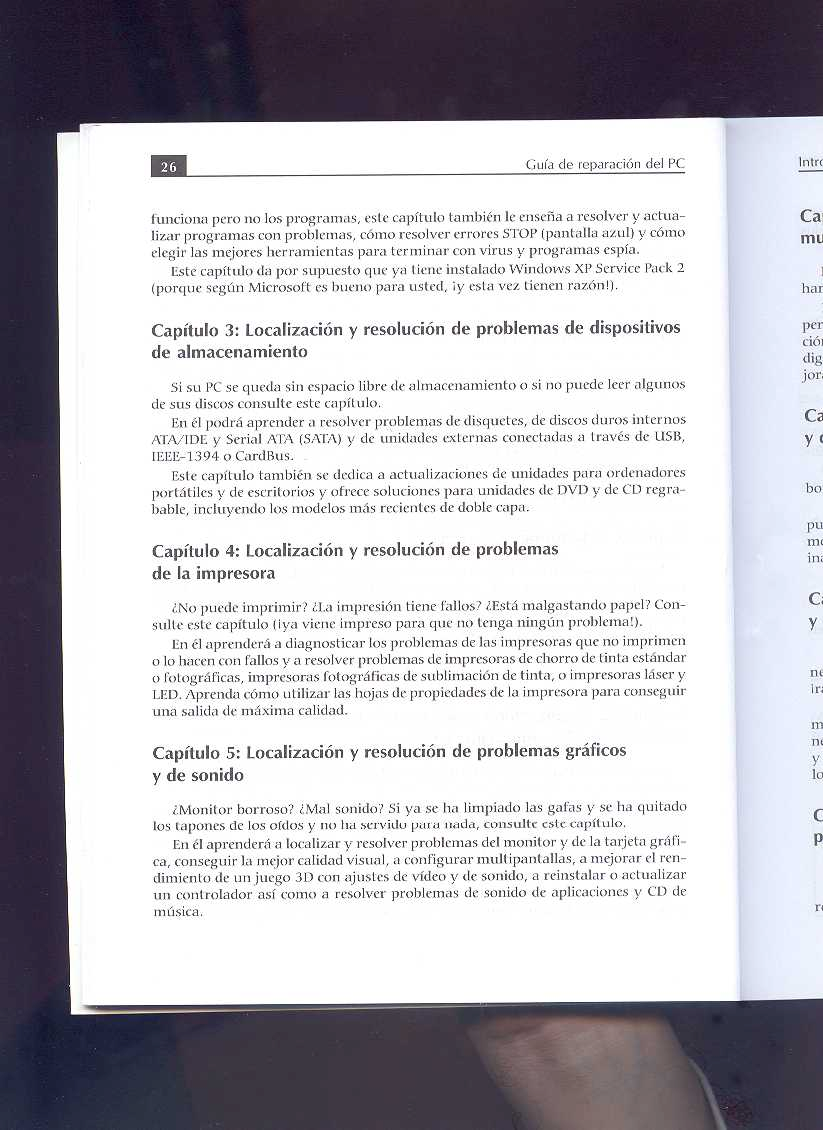 26
Guía de reparación del PC
funciona pero no los programas, este capítulo también le enseña a resolver y actua-
lizar programas con problemas, cómo resolver errores STOP (pantalla azul) y cómo
elegir las mejores herramientas para terminar con virus y programas espía.
Este capítulo da por supuesto que ya tiene instalado Windows XP Service Pack 2
(porque según Microsoft es bueno para usted, ¡y esta vez tienen razón!).
Capítulo 3: Localización y resolución de problemas de dispositivos
de almacenamiento
Si su PC se queda sin espacio libre de almacenamiento o si no puede leer algunos
de sus discos consulte este capítulo.
En él podrá aprender a resolver problemas de disquetes, de discos duros internos
ATA/IDE y Serial ATA (SATA) y de unidades externas conectadas a través de USB,
IEEE-1394 o CardBus.
Este capítulo también se dedica a actualizaciones de unidades para ordenadores
portátiles y de escritorios y ofrece soluciones para unidades de DVD y de CD regra-
bable, incluyendo los modelos más recientes de doble capa.
Capítulo 4: Localización y resolución de problemas
de la impresora
¿No puede imprimir? ¿La impresión tiene fallos? ¿Está malgastando papel? Con-
sulte este capítulo (¡ya viene impreso para que no tenga ningún problema!).
En él aprenderá a diagnosticar los problemas de las impresoras que no imprimen
o lo hacen con fallos y a resolver problemas de impresoras de chorro de tinta estándar
o fotográficas, impresoras fotográficas de sublimación de tinta, o impresoras láser y
LED. Aprenda cómo utilizar las hojas de propiedades de la impresora para conseguir
una salida de máxima calidad.
Capítulo 5: Localización y resolución de problemas gráficos
y de sonido
¿Monitor borroso? ¿Mal sonido? Si ya se ha limpiado las gafas y se ha quitado
los tapones de los oídos y no ha servido para nada, consulte este capítulo.
En él aprenderá a localizar y resolver problemas del monitor y de la tarjeta gráfi-
ca, conseguir la mejor calidad visual, a configurar multipantallas, a mejorar el ren-
dimiento de un juego 3D con ajustes de vídeo y de sonido, a reinstalar o actualizar
un controlador así como a resolver problemas de sonido de aplicaciones y CD de
música.